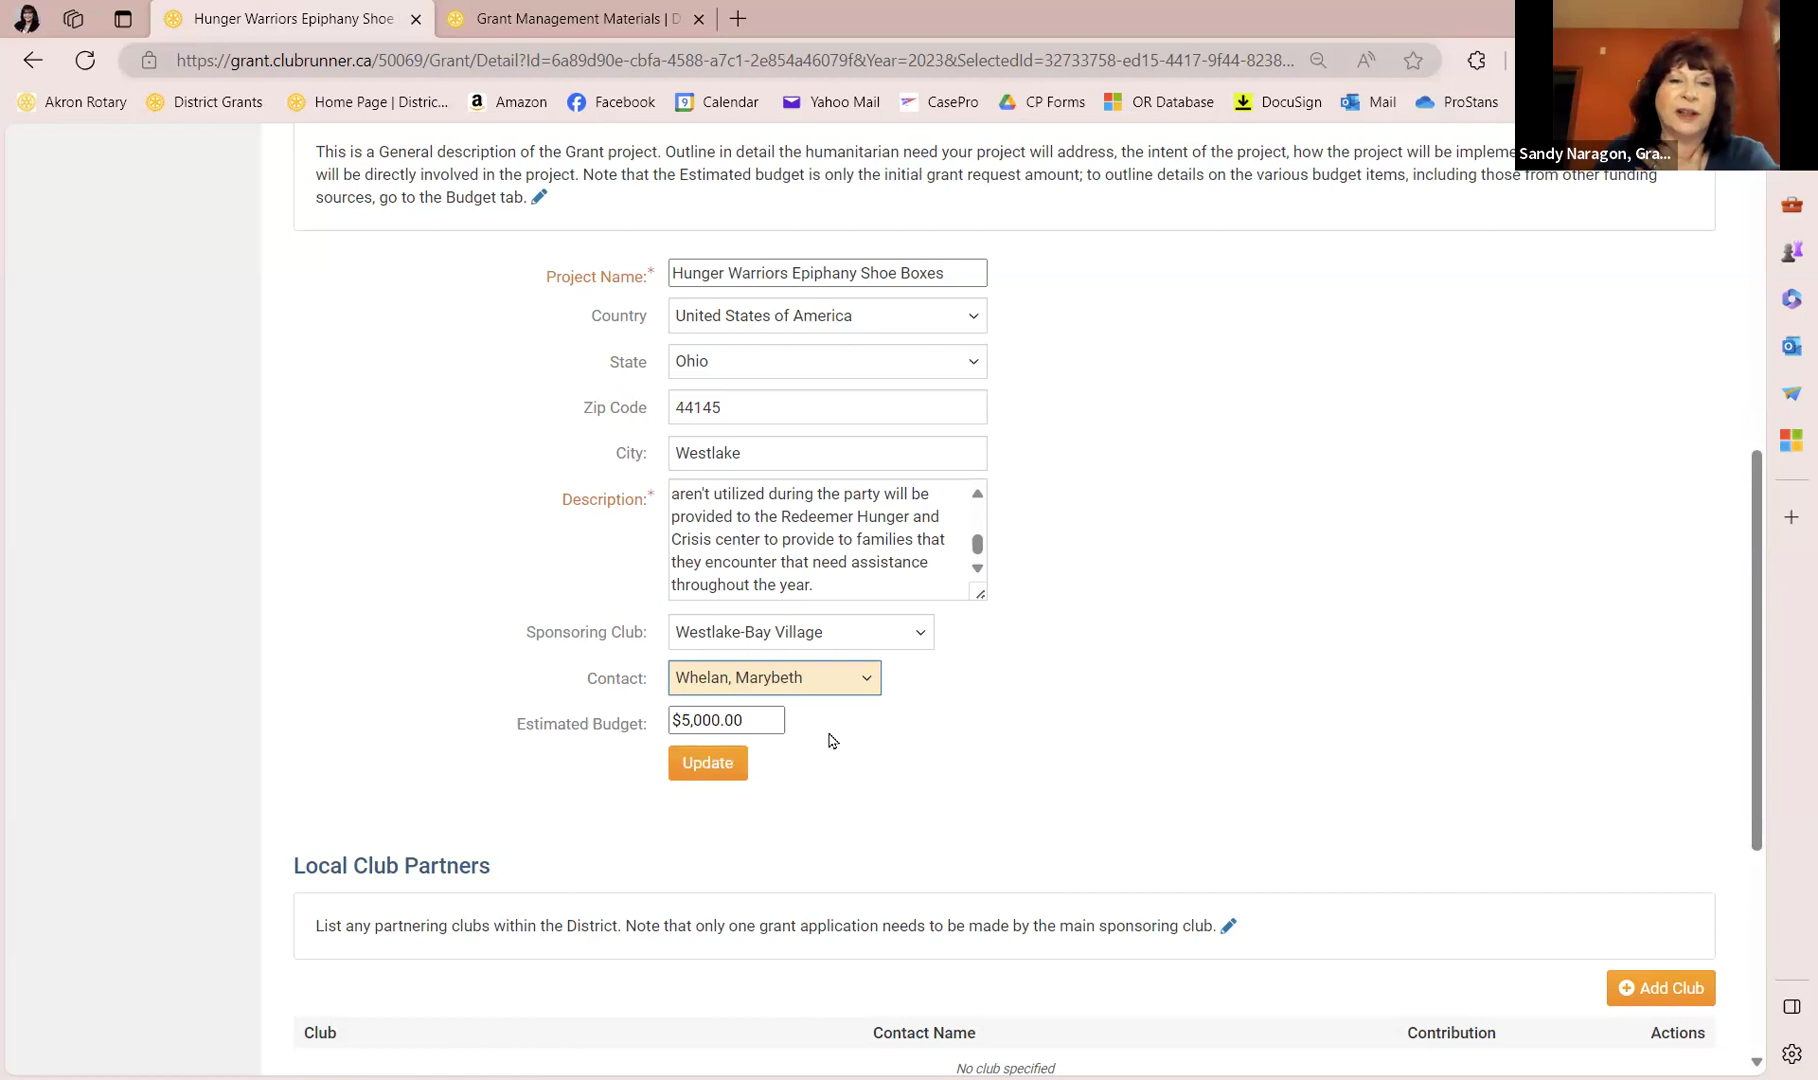 Hunger Warriors Epiphany Shoe
Grant Management Materials | D
https://grant.clubrunner.ca/50069/Grant/Detail?Id=6a89d90e-cbfa-4588-a7c1-2e854a46079f&Year=2023&SelectedId=32733758-ed15-4417-9f44-8238...
Akron Rotary District Grants Home Page | Distric... Amazon Facebook Calendar Yahoo Mail CasePro CP Forms OR Database DocuSign Mail ProStans
Sandy Naragon, Gra...
This is a General description of the Grant project. Outline in detail the humanitarian need your project will address, the intent of the project, how the project will be impleme
will be directly involved in the project. Note that the Estimated budget is only the initial grant request amount; to outline details on the various budget items, including those from other funding
sources, go to the Budget tab.
Project Name:* Hunger Warriors Epiphany Shoe Boxes
Country United States of America
State Ohio
Zip Code 44145
City: Westlake
Description:* aren't utilized during the party will be
provided to the Redeemer Hunger and
Crisis center to provide to families that
they encounter that need assistance
throughout the year.
Sponsoring Club: Westlake-Bay Village
Contact: Whelan, Marybeth
Estimated Budget: $5,000.00
Update
Local Club Partners
List any partnering clubs within the District. Note that only one grant application needs to be made by the main sponsoring club.
Add Club
Club Contact Name Contribution Actions
No club specified